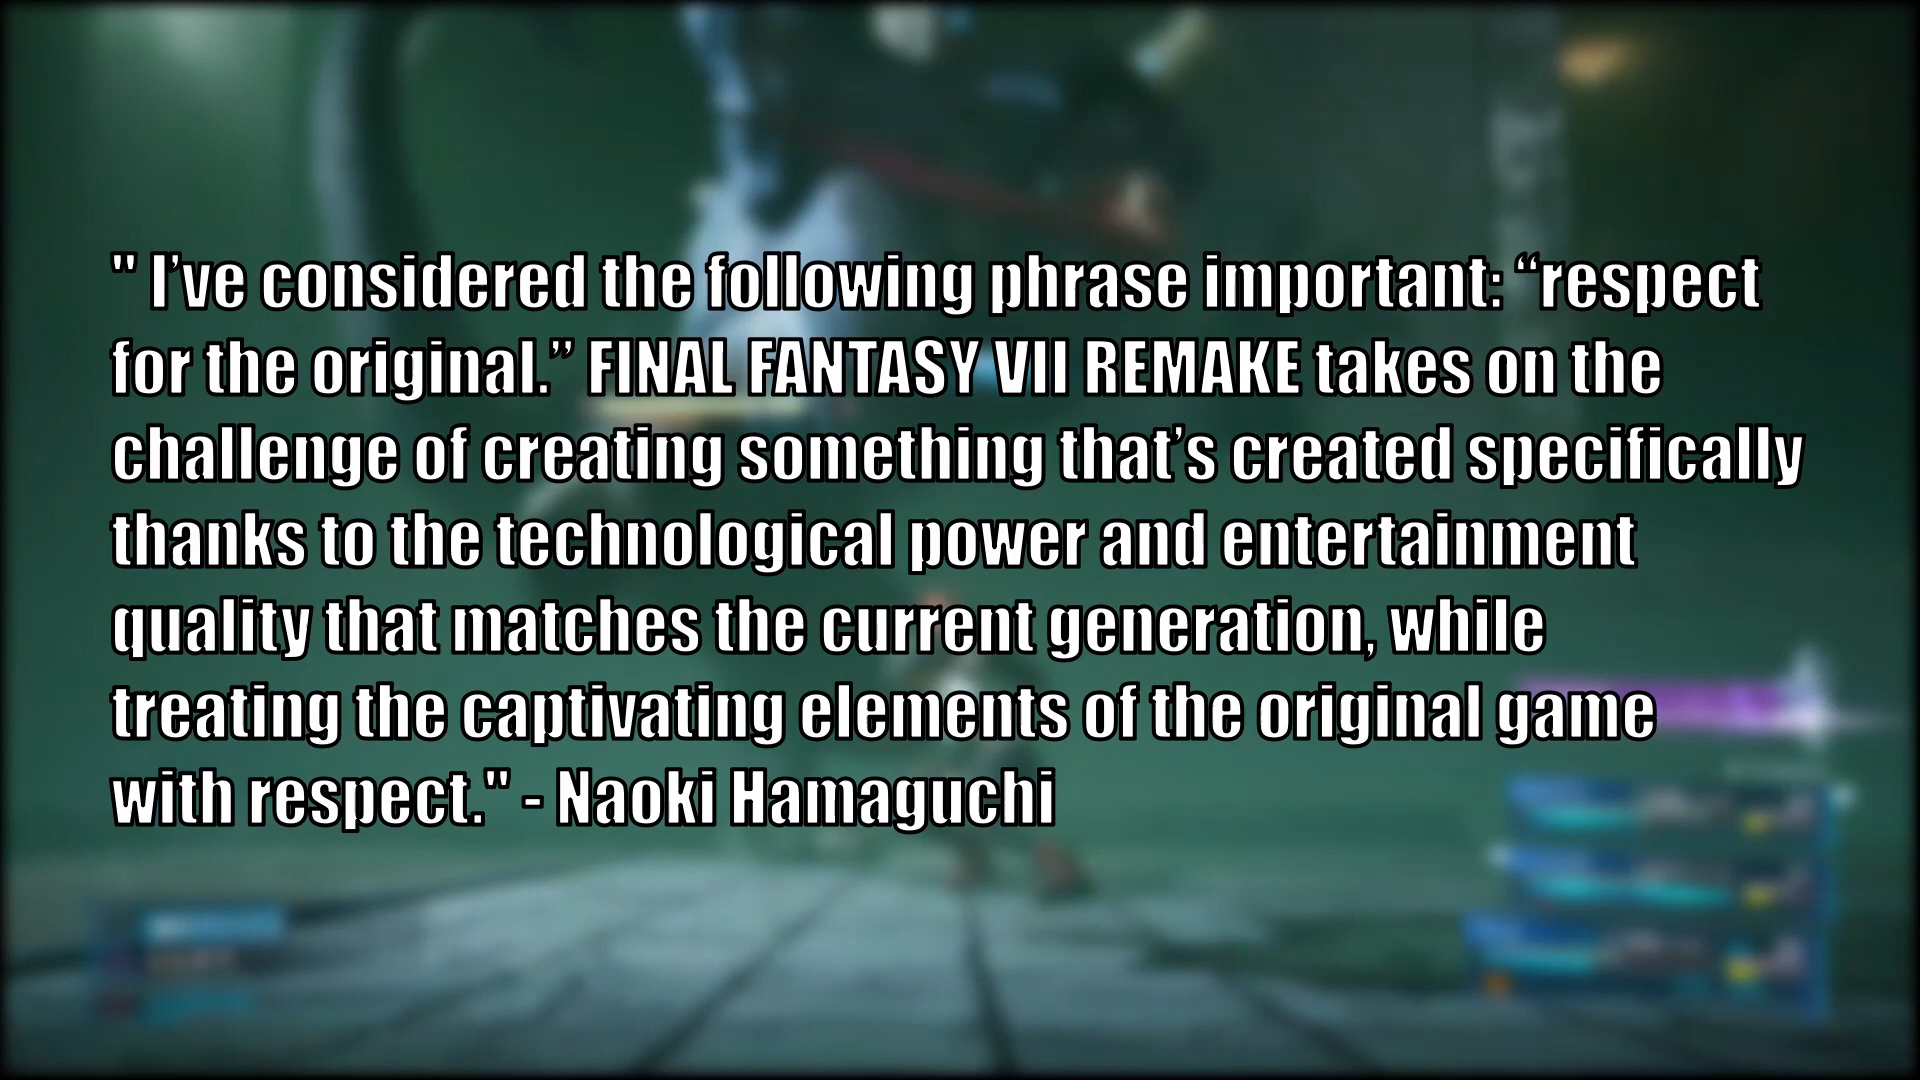 " I’ve considered the following phrase important: “respect
for the original.” FINAL FANTASY VII REMAKE takes on the
challenge of creating something that’s created specifically
thanks to the technological power and entertainment
quality that matches the current generation, while
treating the captivating elements of the original game
with respect." - Naoki Hamaguchi